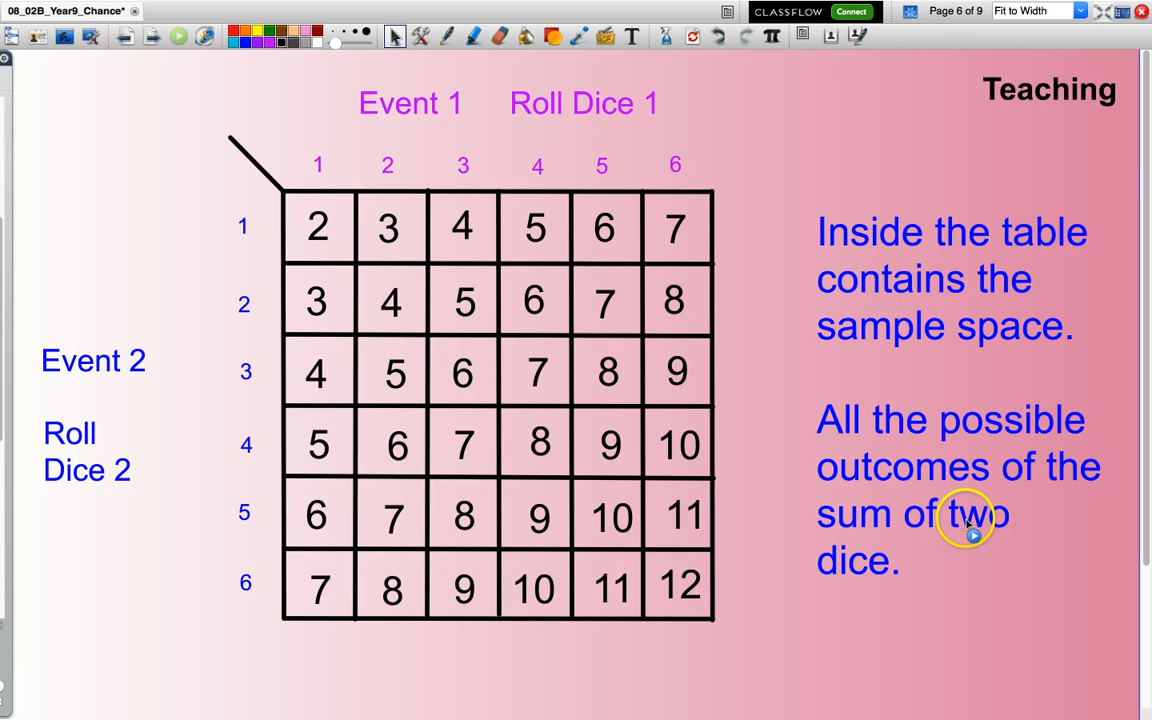 08_02B_Year9_Chance*
CLASSFLOW Connect
Page 6 of 9
Fit to Width
T
Teaching
Event 1 Roll Dice 1
1 2 3 4 5 6
1 2 3 4 5 6 7
2 3 4 5 6 7 8
3 4 5 6 7 8 9
4 5 6 7 8 9 10
5 6 7 8 9 10 11
6 7 8 9 10 11 12
Event 2
Roll
Dice 2
Inside the table
contains the
sample space.
All the possible
outcomes of the
sum of two
dice.